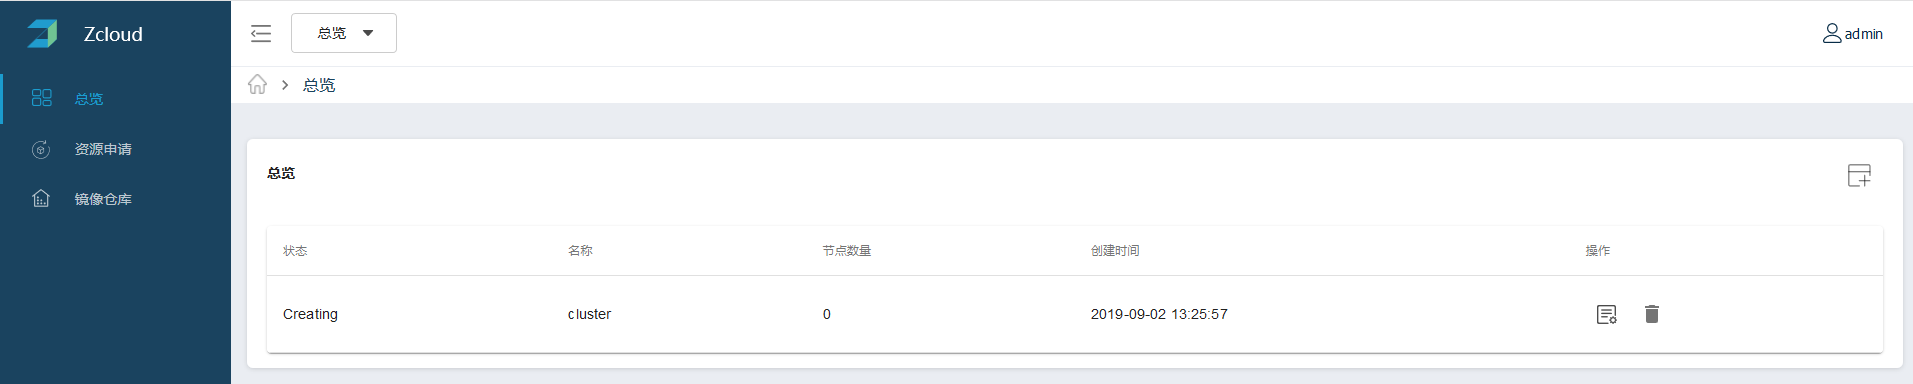 Zcloud
总览
资源申请
镜像仓库
总览
admin
总览
总览
状态 名称 节点数量 创建时间 操作
Creating cluster 0 2019-09-02 13:25:57